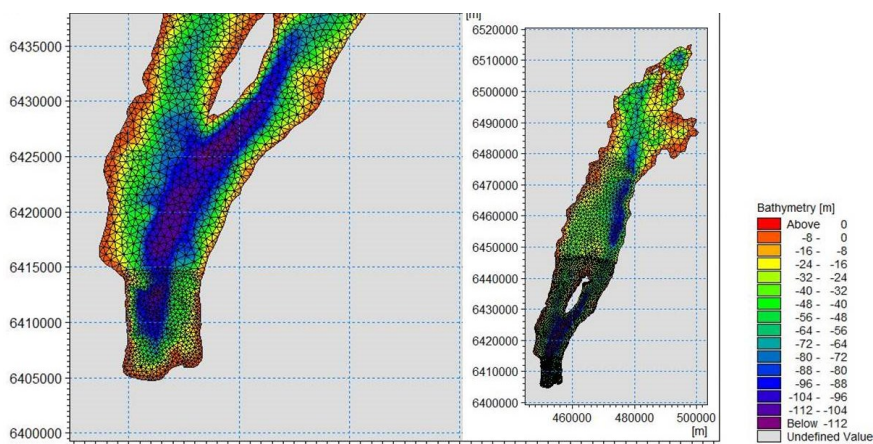 [m]
6435000
6430000
6425000
6420000
6415000
6410000
6405000
6400000
6520000
6510000
6500000
6490000
6480000
6470000
6460000
6450000
6440000
6430000
6420000
6410000
6400000
460000 480000 500000
[m]
Bathymetry [m]
Above 0
-8 - 0
-16 - -8
-24 - -16
-32 - -24
-40 - -32
-48 - -40
-56 - -48
-64 - -56
-72 - -64
-80 - -72
-88 - -80
-96 - -88
-104 - -96
-112 - -104
Below -112
Undefined Value